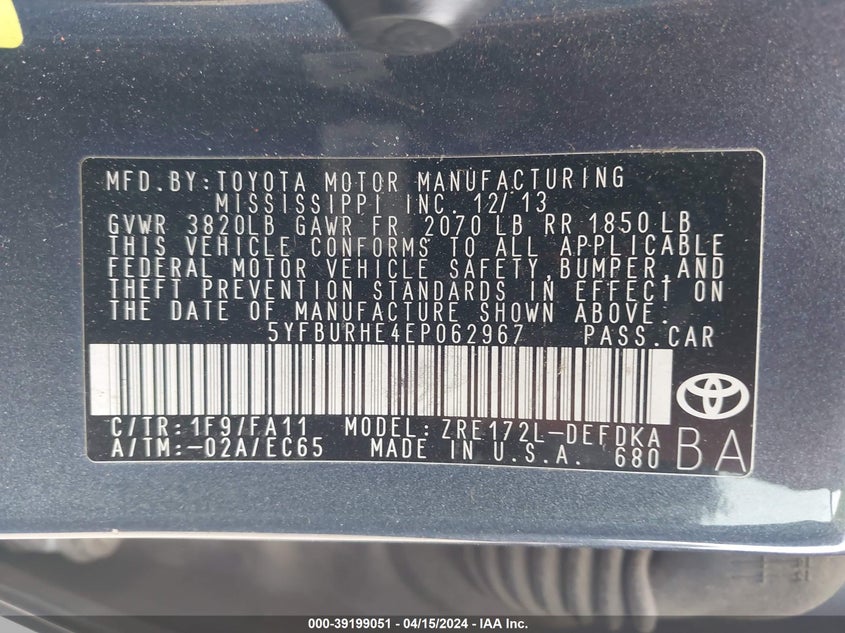 MFD.BY:TOYOTA MOTOR MANUFACTURING
MISSISSIPPI INC. 12/13
GVWR 3820LB GAWR FR 2070LB RR 1850LB
THIS VEHICLE CONFORMS TO ALL APPLICABLE
FEDERAL MOTOR VEHICLE SAFETY,BUMPER,AND
THEFT PREVENTION STANDARDS IN EFFECT ON
THE DATE OF MANUFACTURE SHOWN ABOVE.
5YFBURHE4EP062967 PASS.CAR
C/TR:1F9/FA11 MODEL:ZRE172L-DEFDKA
A/TM:-02A/EC65 MADE IN U.S.A. 680 BA
000-39199051 - 04/15/2024 - IAA Inc.